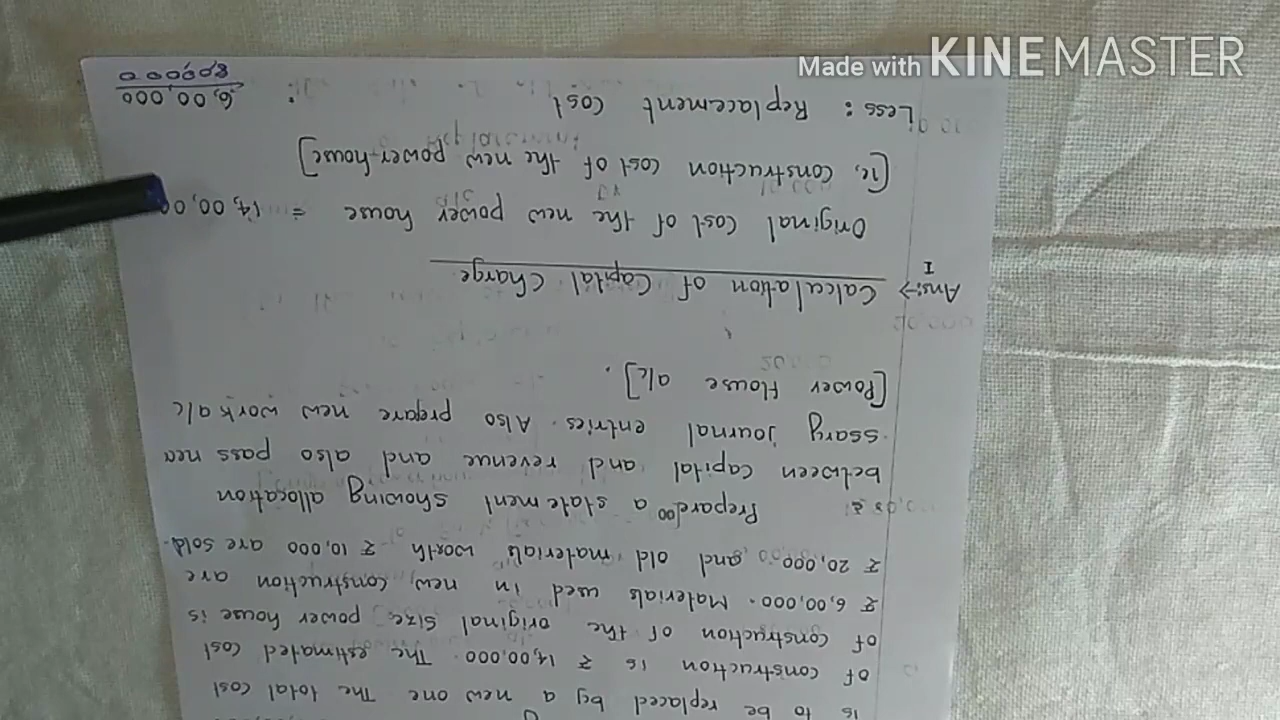 is to be replaced by a new one The total cost
of construction is ₹ 14,00,000. The estimated cost
of construction of the original size power house is
₹ 6,00,000. Materials used in new construction are
₹ 20,000 and old materials worth ₹ 10,000 are sold.
Prepare a statement showing allocation
between capital and revenue and also pass nec
ssary Journal entries. Also prepare new work a/c
[Power House a/c].
Ans:→ Calculation of Capital Charge
I
Original Cost of the new power house = 14,00,00
[ie, Construction cost of the new power house]
Less: Replacement Cost : 6,00,000
8,00,000
Made with KINEMASTER